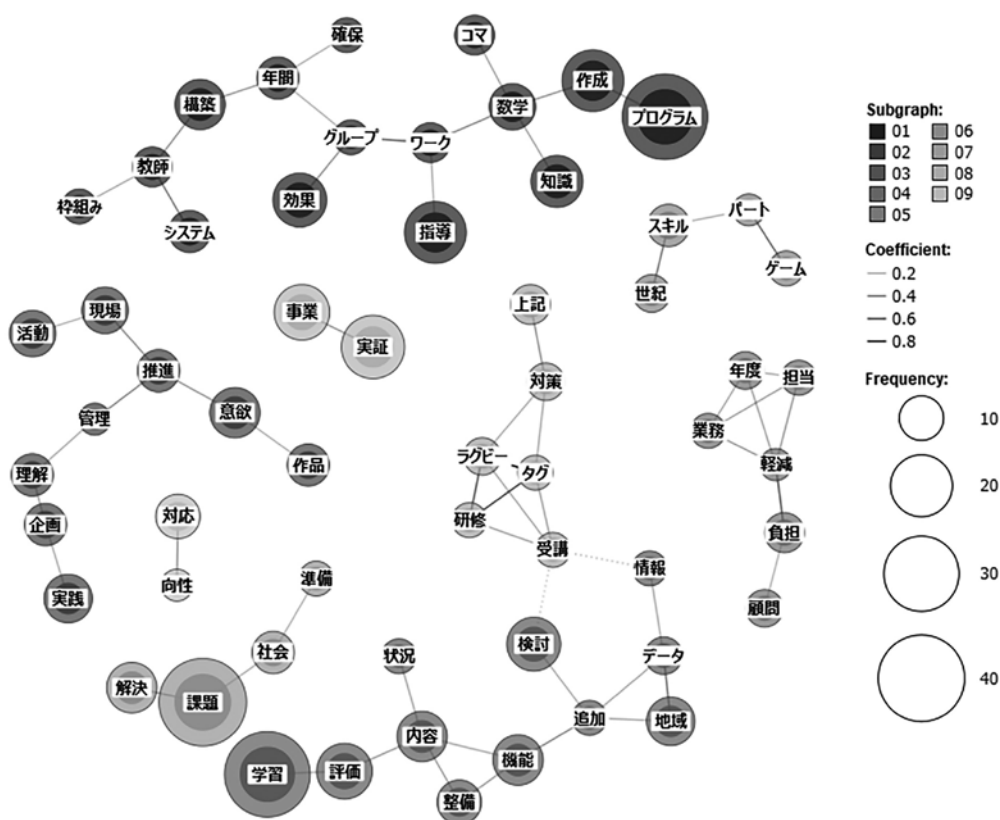 確保
コマ
年間
作成
構築
数学
プログラム
グループ
ワーク
教師
枠組み
効果
知識
システム
指導
スキル
パート
ゲーム
世紀
活動
現場
事業
実証
上記
推進
対策
年度
担当
管理
意欲
業務
作品
ラグビー
タグ
軽減
理解
企画
対応
研修
受講
負担
実践
向性
準備
情報
顧問
社会
状況
検討
データ
解決
課題
追加
地域
内容
機能
学習
評価
整備
Subgraph:
01 06
02 07
03 08
04 09
05
Coefficient:
0.2
0.4
0.6
0.8
Frequency:
10
20
30
40